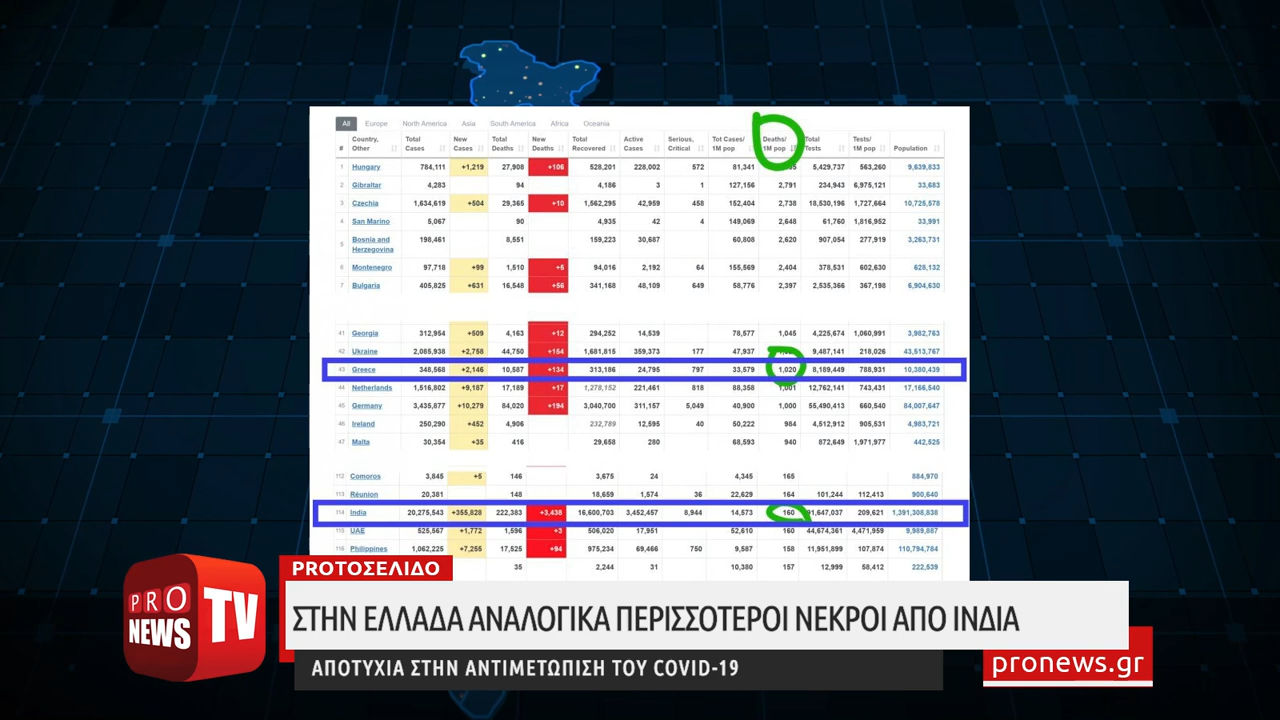 All Europe North America Asia South America Africa Oceania
# Country, Other Total Cases New Cases Total Deaths New Deaths Total Recovered Active Cases Serious, Critical Tot Cases/ 1M pop Deaths/ 1M pop Total Tests Tests/ 1M pop Population
1 Hungary 784,111 +1,219 27,908 +106 528,201 228,002 572 81,341 5,429,737 563,260 9,639,833
2 Gibraltar 4,283 94 4,186 3 1 127,156 2,791 234,943 6,975,121 33,683
3 Czechia 1,634,619 +504 29,365 +10 1,562,295 42,959 458 152,404 2,738 18,530,196 1,727,664 10,725,578
4 San Marino 5,067 90 4,935 42 4 149,069 2,648 61,760 1,816,952 33,991
5 Bosnia and Herzegovina 198,461 8,551 159,223 30,687 60,808 2,620 907,054 277,919 3,263,731
6 Montenegro 97,718 +99 1,510 +5 94,016 2,192 64 155,569 2,404 378,531 602,630 628,132
7 Bulgaria 405,825 +631 16,548 +56 341,168 48,109 649 58,776 2,397 2,535,366 367,198 6,904,630
41 Georgia 312,954 +509 4,163 +12 294,252 14,539 78,577 1,045 4,225,674 1,060,991 3,982,763
42 Ukraine 2,085,938 +2,758 44,750 +154 1,681,815 359,373 177 47,937 9,487,141 218,026 43,513,767
43 Greece 348,568 +2,146 10,587 +134 313,186 24,795 797 33,579 1,020 8,189,449 788,931 10,380,439
44 Netherlands 1,516,802 +9,187 17,189 +17 1,278,152 221,461 818 88,358 1,001 12,762,141 743,431 17,166,540
45 Germany 3,435,877 +10,279 84,020 +194 3,040,700 311,157 5,049 40,900 1,000 55,490,413 660,540 84,007,647
46 Ireland 250,290 +452 4,906 232,789 12,595 40 50,222 984 4,512,912 905,531 4,983,721
47 Malta 30,354 +35 416 29,658 280 68,593 940 872,649 1,971,977 442,525
112 Comoros 3,845 +5 146 3,675 24 4,345 165 884,970
113 Réunion 20,381 148 18,659 1,574 36 22,629 164 101,244 112,413 900,640
114 India 20,275,543 +355,828 222,383 +3,438 16,600,703 3,452,457 8,944 14,573 160 91,647,037 209,621 1,391,308,838
115 UAE 525,567 +1,772 1,596 +3 506,020 17,951 52,610 160 44,674,361 4,471,959 9,989,887
116 Philippines 1,062,225 +7,255 17,525 +94 975,234 69,466 750 9,587 158 11,951,899 107,874 110,794,784
35 2,244 31 10,380 157 12,999 58,412 222,539
PROΤΟΣΕΛΙΔΟ
PRO NEWS TV
ΣΤΗΝ ΕΛΛΑΔΑ ΑΝΑΛΟΓΙΚΑ ΠΕΡΙΣΣΟΤΕΡΟΙ ΝΕΚΡΟΙ ΑΠΟ ΙΝΔΙΑ
ΑΠΟΤΥΧΙΑ ΣΤΗΝ ΑΝΤΙΜΕΤΩΠΙΣΗ ΤΟΥ COVID-19
pronews.gr